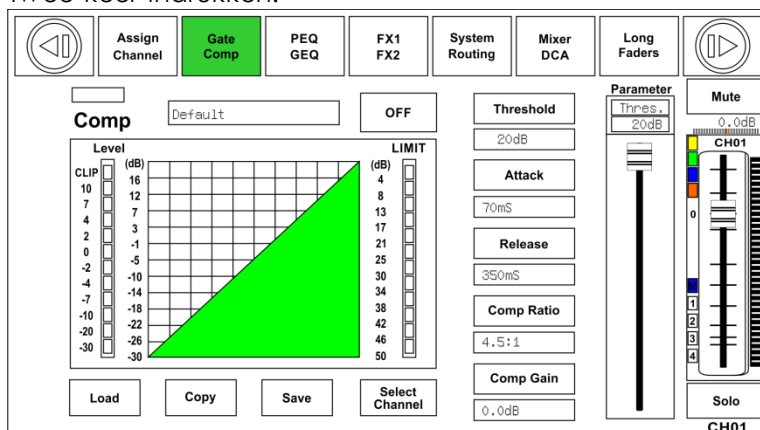 Assign Channel
Gate Comp
PEQ GEQ
FX1 FX2
System Routing
Mixer DCA
Long Faders
Comp
Default
OFF
Level
LIMIT
CLIP
10
7
4
2
0
-2
-4
-7
-10
-20
-30
(dB)
16
12
7
3
-1
-5
-10
-14
-18
-22
-26
-30
(dB)
4
8
13
17
21
25
30
34
38
42
46
50
Load
Copy
Save
Select Channel
Threshold
20dB
Attack
70mS
Release
350mS
Comp Ratio
4.5:1
Comp Gain
0.0dB
Parameter
Thres.
20dB
Mute
0.0dB
CH01
0
M
1
2
3
4
Solo
CH01